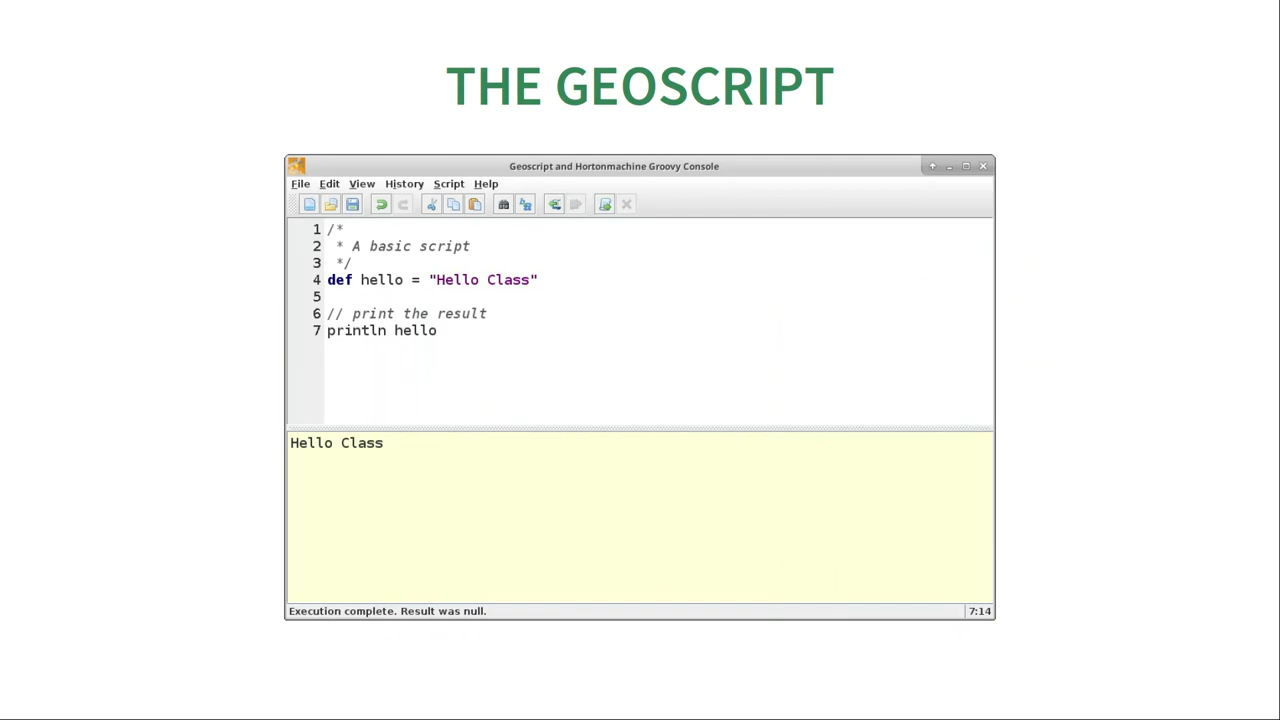 THE GEOSCRIPT
Geoscript and Hortonmachine Groovy Console
File Edit View History Script Help
1 /*
2  * A basic script
3  */
4 def hello = "Hello Class"
5
6 // print the result
7 println hello
Hello Class
Execution complete. Result was null. 7:14